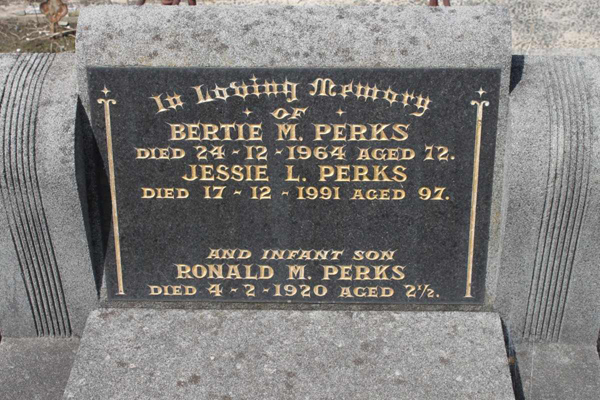 In Loving Memory
OF
BERTIE M. PERKS
DIED 24-12-1964 AGED 72.
JESSIE L. PERKS
DIED 17-12-1991 AGED 97.
AND INFANT SON
RONALD M. PERKS
DIED 4-2-1920 AGED 2½.